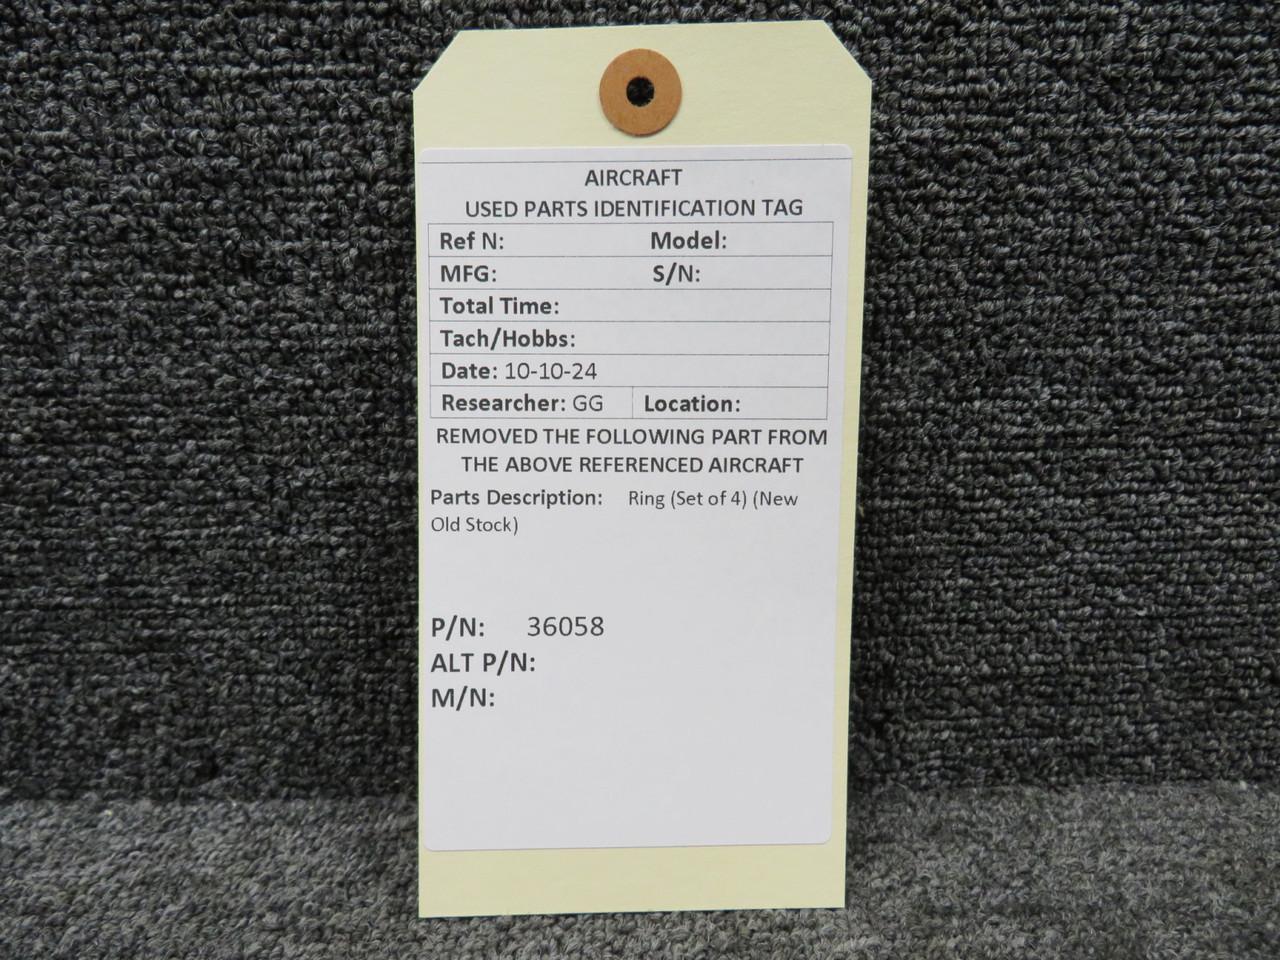 AIRCRAFT
USED PARTS IDENTIFICATION TAG
Ref N: Model:
MFG: S/N:
Total Time:
Tach/Hobbs:
Date: 10-10-24
Researcher: GG Location:
REMOVED THE FOLLOWING PART FROM
THE ABOVE REFERENCED AIRCRAFT
Parts Description: Ring (Set of 4) (New
Old Stock)
P/N: 36058
ALT P/N:
M/N: